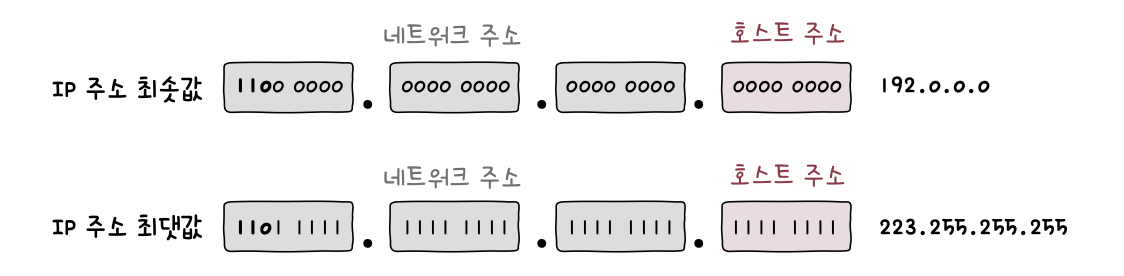 네트워크 주소 호스트 주소
IP 주소 최솟값 1100 0000 . 0000 0000 . 0000 0000 . 0000 0000 192.0.0.0
네트워크 주소 호스트 주소
IP 주소 최댓값 1101 1111 . 1111 1111 . 1111 1111 . 1111 1111 223.255.255.255